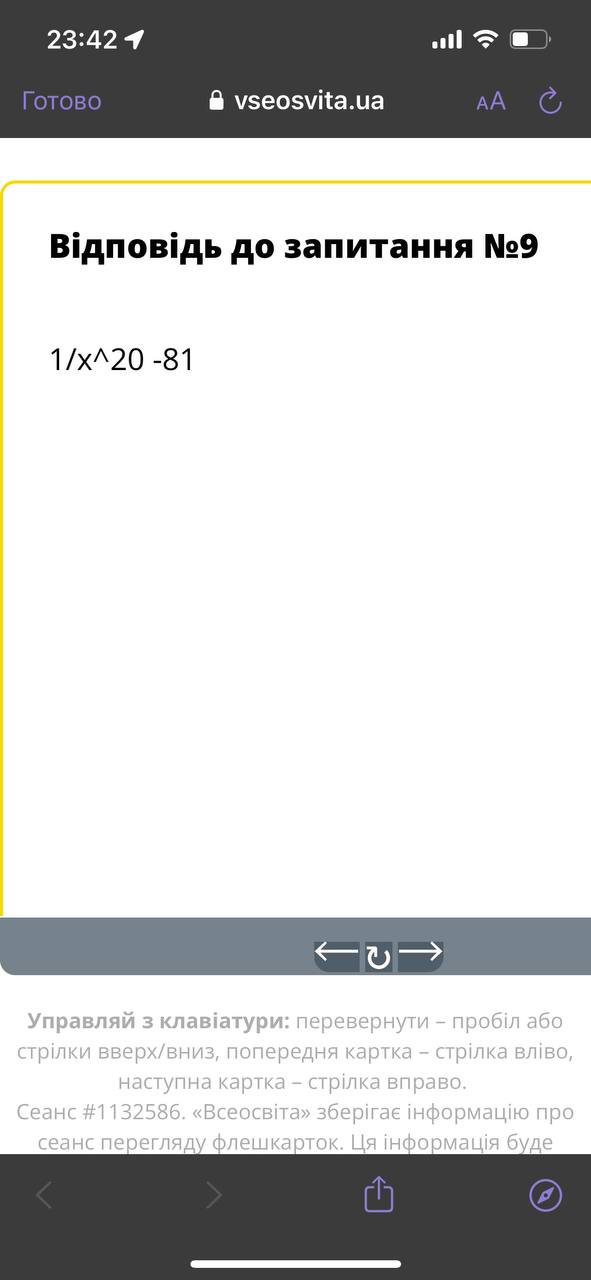 23:42
Готово
vseosvita.ua
AA
Відповідь до запитання №9
1/x^20 -81
Управляй з клавіатури: перевернути – пробіл або
стрілки вверх/вниз, попередня картка – стрілка вліво,
наступна картка – стрілка вправо.
Сеанс #1132586. «Всеосвіта» зберігає інформацію про
сеанс перегляду флешкарток. Ця інформація буде